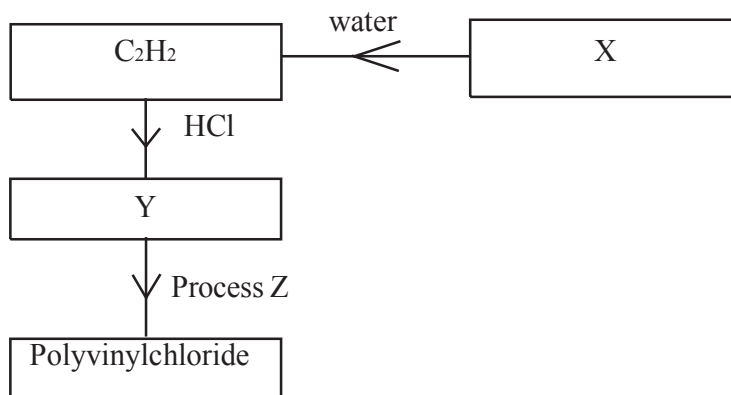 water
C₂H₂
X
HCl
Y
Process Z
Polyvinylchloride